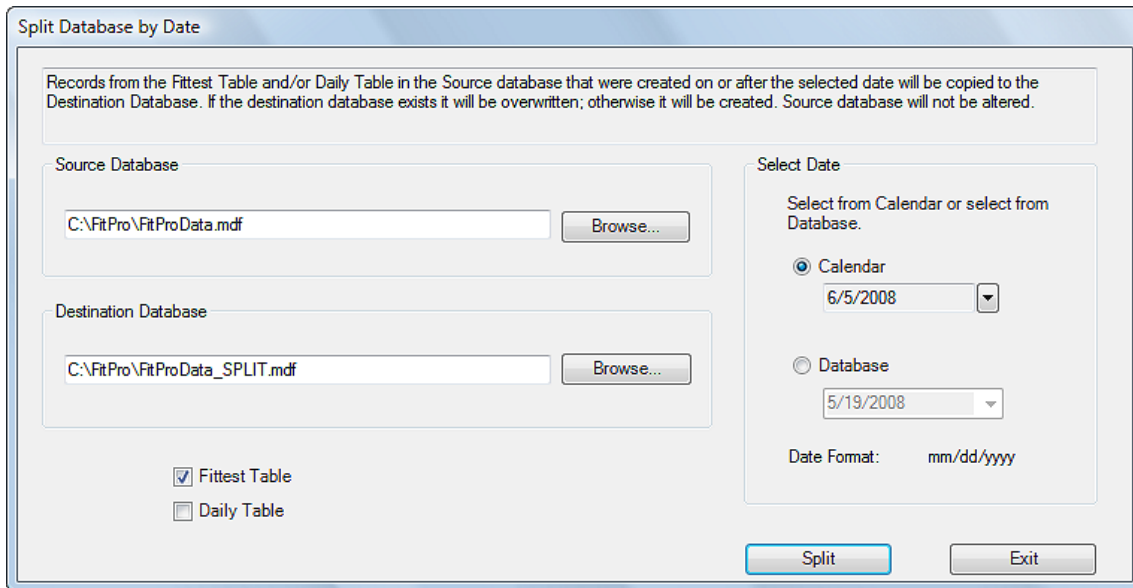 Split Database by Date
Records from the Fittest Table and/or Daily Table in the Source database that were created on or after the selected date will be copied to the
Destination Database. If the destination database exists it will be overwritten; otherwise it will be created. Source database will not be altered.
Source Database
C:\FitPro\FitProData.mdf
Browse...
Destination Database
C:\FitPro\FitProData_SPLIT.mdf
Browse...
Fittest Table
Daily Table
Select Date
Select from Calendar or select from
Database.
Calendar
6/5/2008
Database
5/19/2008
Date Format: mm/dd/yyyy
Split
Exit